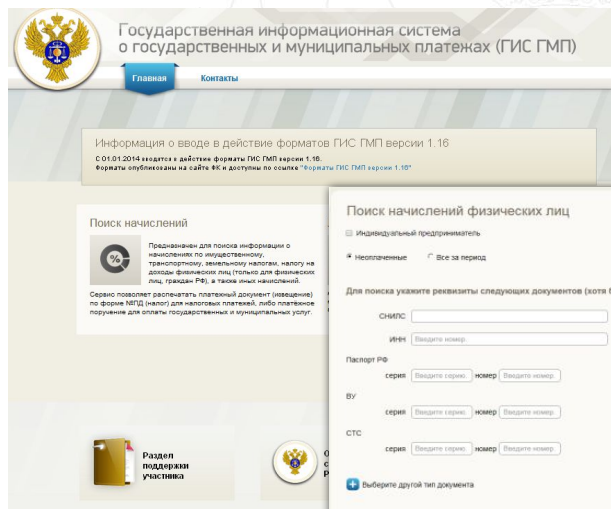 Государственная информационная система
о государственных и муниципальных платежах (ГИС ГМП)
Главная
Контакты
Информация о вводе в действие форматов ГИС ГМП версии 1.16
С 01.01.2014 вводятся в действие форматы ГИС ГМП версии 1.16.
Форматы опубликованы на сайте ФК и доступны по ссылке "Форматы ГИС ГМП версии 1.16"
Поиск начислений
Предназначен для поиска информации о
начислениях по имущественному,
транспортному, земельному налогам, налогу на
доходы физических лиц (только для физических
лиц, граждан РФ), а также иных начислений.
Сервис позволяет распечатать платежный документ (извещение)
по форме №ПД (налог) для налоговых платежей, либо платёжное
поручение для оплаты государственных и муниципальных услуг.
Раздел
поддержки
участника
Поиск начислений физических лиц
Индивидуальный предприниматель
Неоплаченные
Все за период
Для поиска укажите реквизиты следующих документов (хотя
СНИЛС
ИНН Введите номер.
Паспорт РФ
серия Введите серию. номер Введите номер.
ВУ
серия Введите серию. номер Введите номер.
СТС
серия Введите серию. номер Введите номер.
Выберите другой тип документа